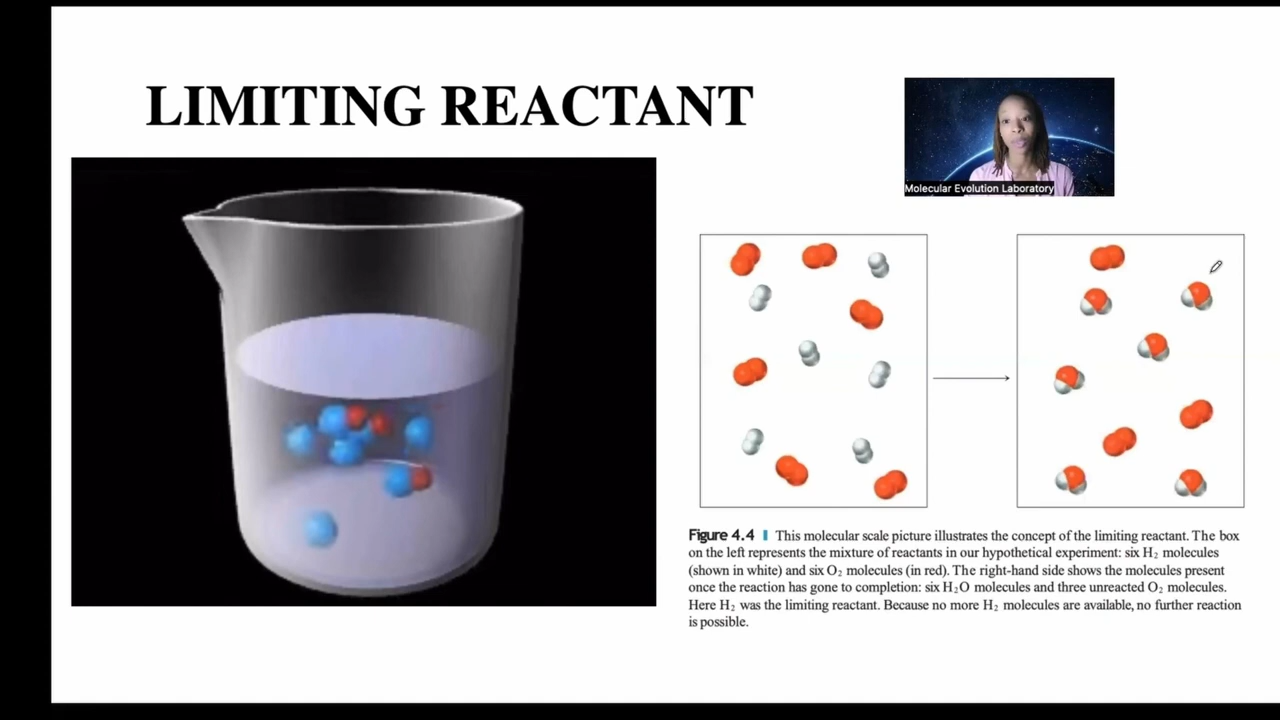 LIMITING REACTANT
Molecular Evolution Laboratory
Figure 4.4 | This molecular scale picture illustrates the concept of the limiting reactant. The box
on the left represents the mixture of reactants in our hypothetical experiment: six H₂ molecules
(shown in white) and six O₂ molecules (in red). The right-hand side shows the molecules present
once the reaction has gone to completion: six H₂O molecules and three unreacted O₂ molecules.
Here H₂ was the limiting reactant. Because no more H₂ molecules are available, no further reaction
is possible.